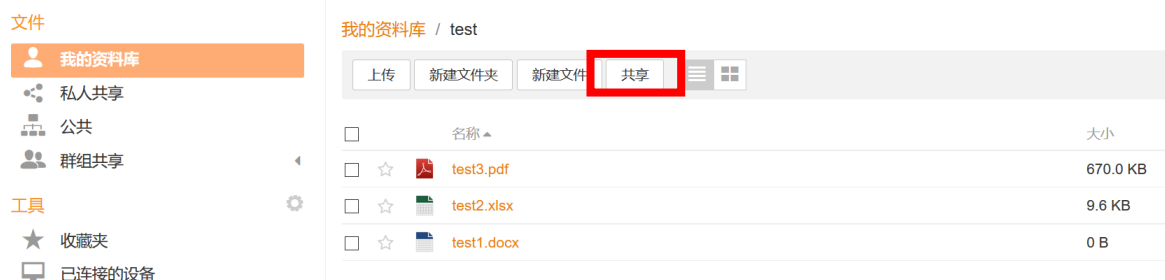 文件
我的资料库
私人共享
公共
群组共享
工具
收藏夹
已连接的设备
我的资料库 / test
上传 新建文件夹 新建文件 共享
名称 大小
test3.pdf 670.0 KB
test2.xlsx 9.6 KB
test1.docx 0 B